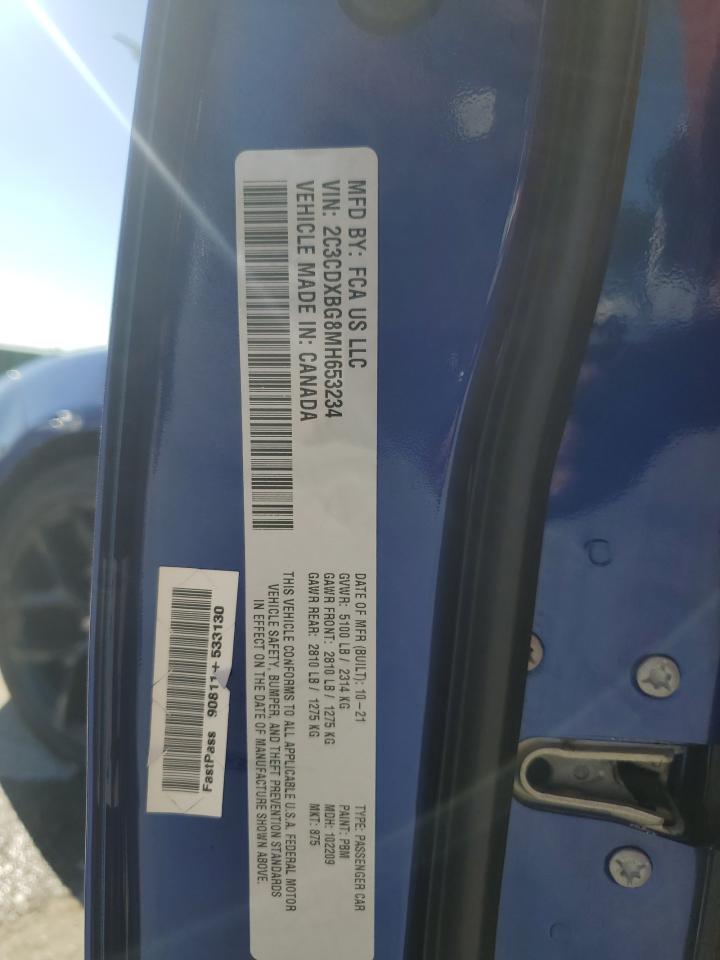 MFD BY: FCA US LLC
VIN: 2C3CDXBG8MH653234
VEHICLE MADE IN: CANADA
DATE OF MFR (BUILT): 10-21
GVWR: 5100 LB / 2314 KG
GAWR FRONT: 2810 LB / 1275 KG
GAWR REAR: 2810 LB / 1275 KG
TYPE: PASSENGER CAR
PAINT: PBM
MDH: 102209
MKT: 875
THIS VEHICLE CONFORMS TO ALL APPLICABLE U.S.A. FEDERAL MOTOR
VEHICLE SAFETY, BUMPER, AND THEFT PREVENTION STANDARDS
IN EFFECT ON THE DATE OF MANUFACTURE SHOWN ABOVE.
FastPass 90811+533130